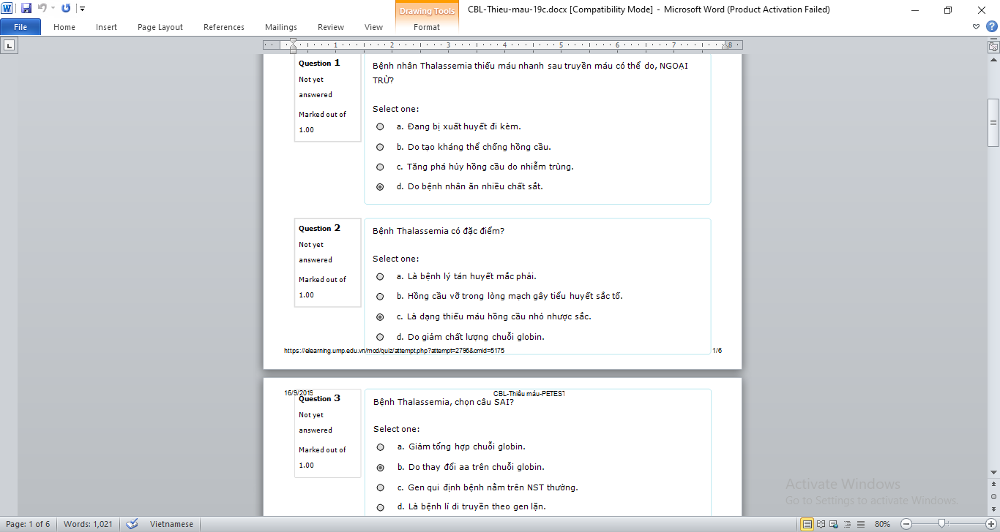 Drawing Tools
CBL-Thieu-mau-19c.docx [Compatibility Mode] - Microsoft Word (Product Activation Failed)
File Home Insert Page Layout References Mailings Review View Format
1 2 3 4 5 6 7 8
Question 1
Not yet
answered
Marked out of
1.00
Bệnh nhân Thalassemia thiếu máu nhanh sau truyền máu có thể do, NGOẠI
TRỪ?
Select one:
a. Đang bị xuất huyết đi kèm.
b. Do tạo kháng thể chống hồng cầu.
c. Tăng phá hủy hồng cầu do nhiễm trùng.
d. Do bệnh nhân ăn nhiều chất sắt.
Question 2
Not yet
answered
Marked out of
1.00
Bệnh Thalassemia có đặc điểm?
Select one:
a. Là bệnh lý tán huyết mắc phải.
b. Hồng cầu vỡ trong lòng mạch gây tiểu huyết sắc tố.
c. Là dạng thiếu máu hồng cầu nhỏ nhược sắc.
d. Do giảm chất lượng chuỗi globin.
https://elearning.ump.edu.vn/mod/quiz/attempt.php?attempt=2796&cmid=5175 1/6
16/9/2019 CBL-Thiếu máu-PETEST
Question 3
Not yet
answered
Marked out of
1.00
Bệnh Thalassemia, chọn câu SAI?
Select one:
a. Giảm tổng hợp chuỗi globin.
b. Do thay đổi aa trên chuỗi globin.
c. Gen qui định bệnh nằm trên NST thường.
d. Là bệnh lí di truyền theo gen lặn.
Activate Windows
Go to Settings to activate Windows.
Page: 1 of 6 Words: 1,021 Vietnamese 80%